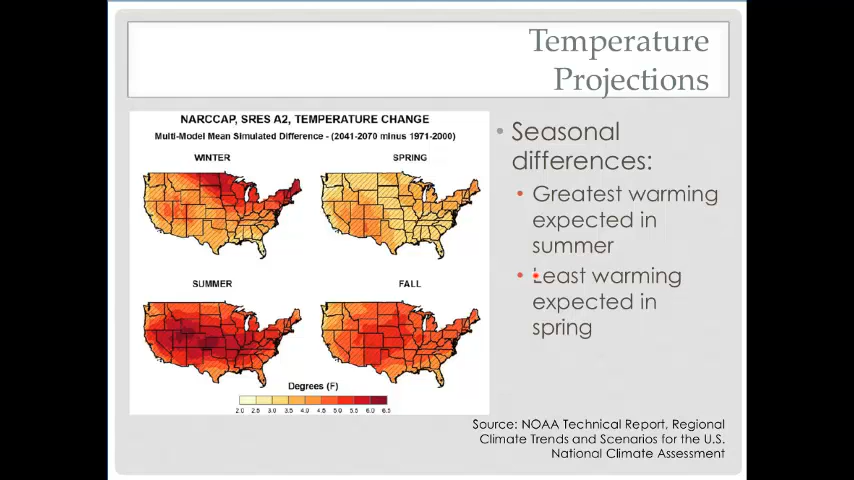 Temperature
Projections
NARCCAP, SRES A2, TEMPERATURE CHANGE
Multi-Model Mean Simulated Difference - (2041-2070 minus 1971-2000)
WINTER
SPRING
SUMMER
FALL
Degrees (F)
2.0 2.5 3.0 3.5 4.0 4.5 5.0 5.5 6.0 6.5
• Seasonal
differences:
• Greatest warming
expected in
summer
• Least warming
expected in
spring
Source: NOAA Technical Report, Regional
Climate Trends and Scenarios for the U.S.
National Climate Assessment